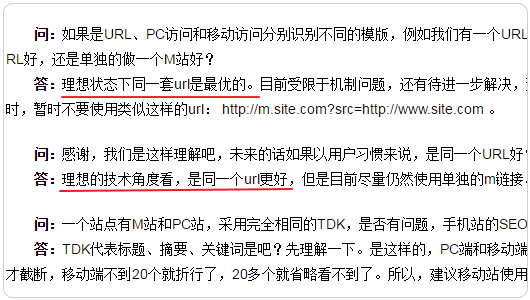 问：如果是URL、PC访问和移动访问分别识别不同的模版，例如我们有一个URL
RL好，还是单独的做一个M站好？
答：理想状态下同一套url是最优的。目前受限于机制问题，还有待进一步解决，
时，暂时不要使用类似这样的url： http://m.site.com?src=http://www.site.com 。
问：感谢，我们是这样理解吧，未来的话如果以用户习惯来说，是同一个URL好？
答：理想的技术角度看，是同一个url更好，但是目前尽量仍然使用单独的m链接、
问：一个站点有M站和PC站，采用完全相同的TDK，是否有问题，手机站的SEO
答：TDK代表标题、摘要、关键词是吧？先理解一下。是这样的，PC端和移动端
才截断，移动端不到20个就折行了，20多个就省略看不到了。所以，建议移动站使用